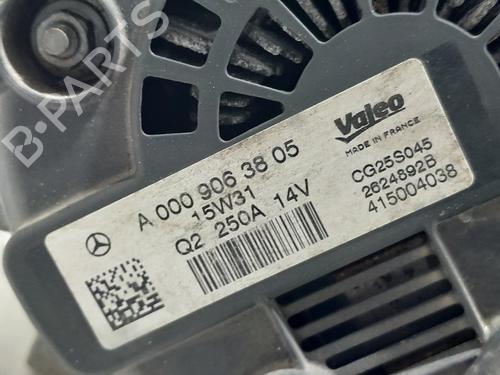 B-PARTS
Valeo
MADE IN FRANCE
A 000 906 38 05
15W31
Q2 250A 14V
CG25S045
2624892B
415004038